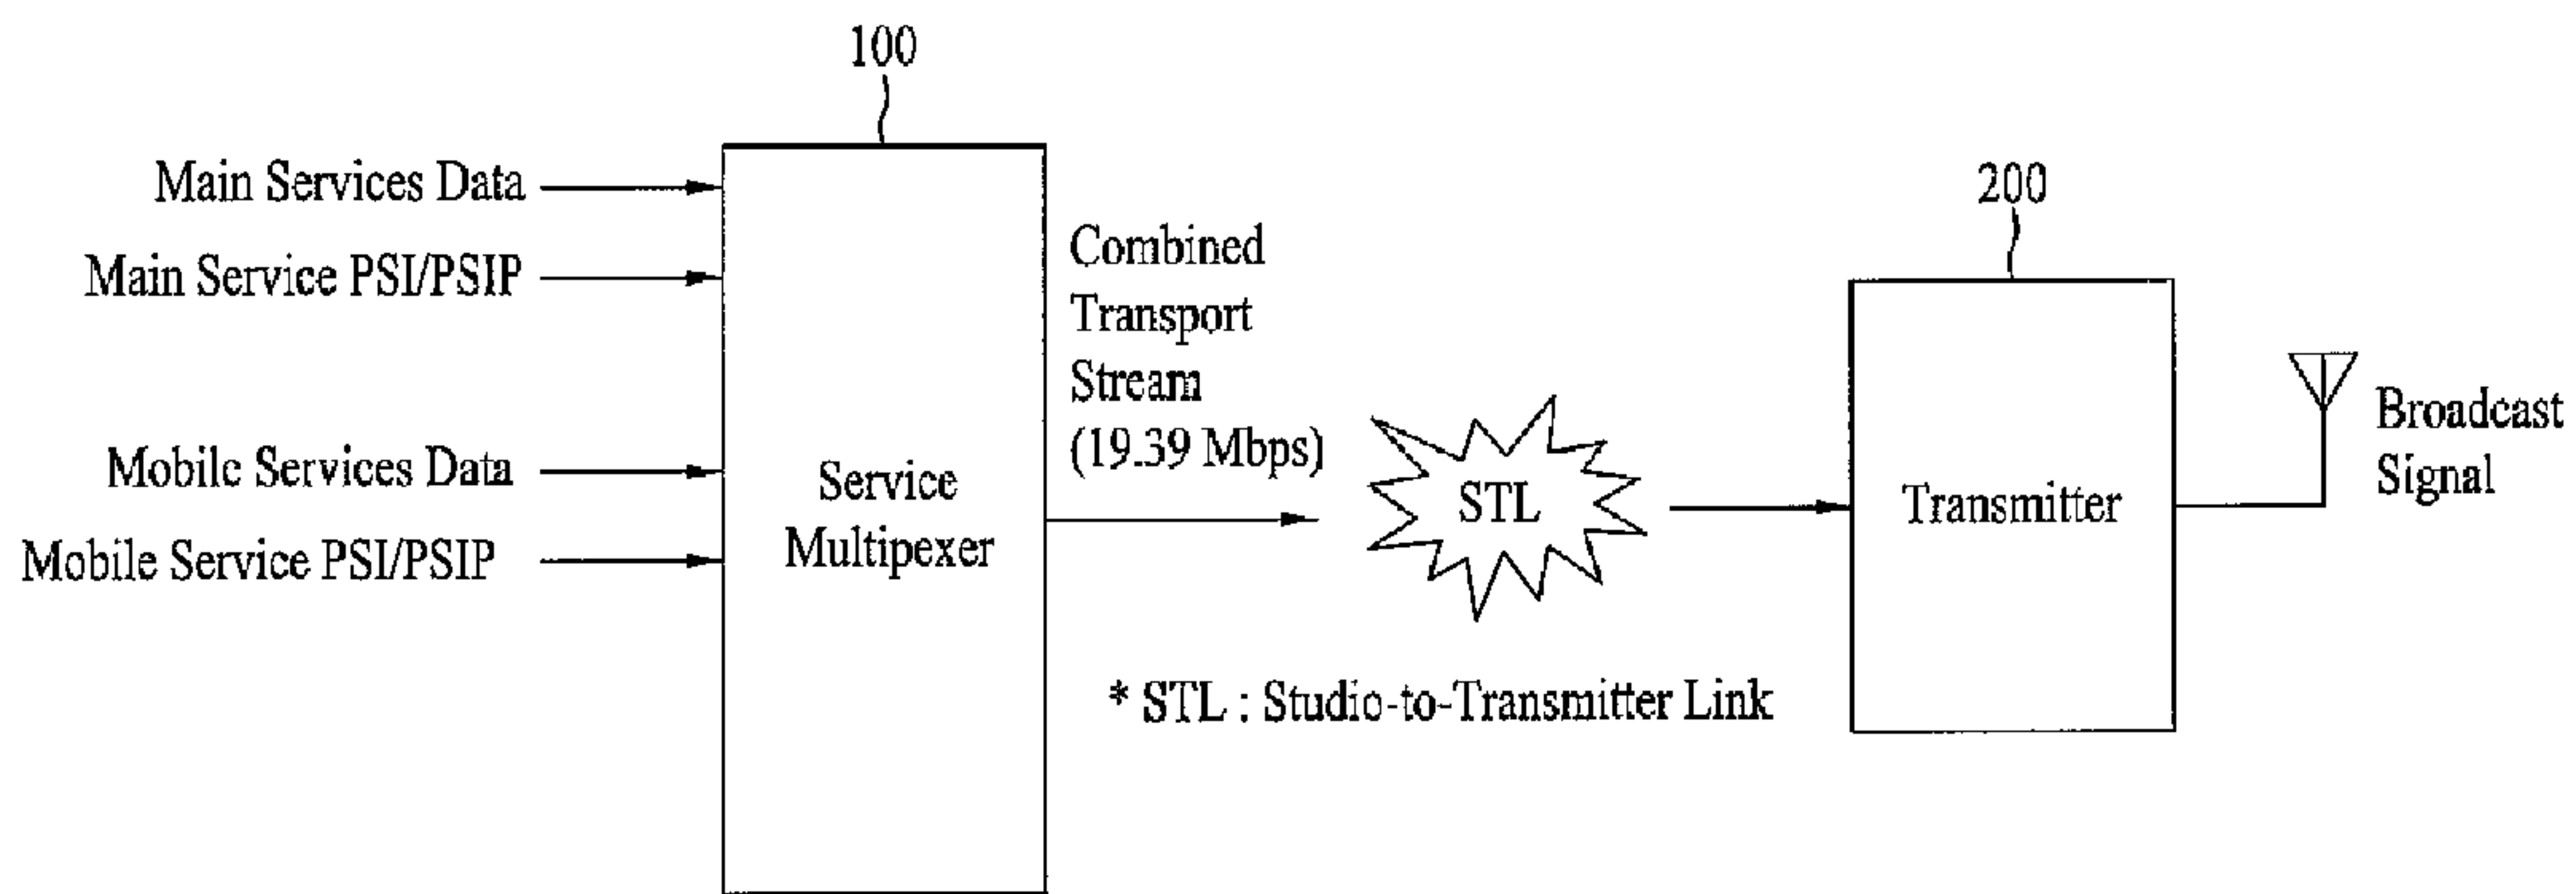 100
Main Services Data
Main Service PSI/PSIP
Mobile Services Data
Mobile Service PSI/PSIP
Service
Multipexer
Combined
Transport
Stream
(19.39 Mbps)
STL
* STL : Studio-to-Transmitter Link
200
Transmitter
Broadcast
Signal